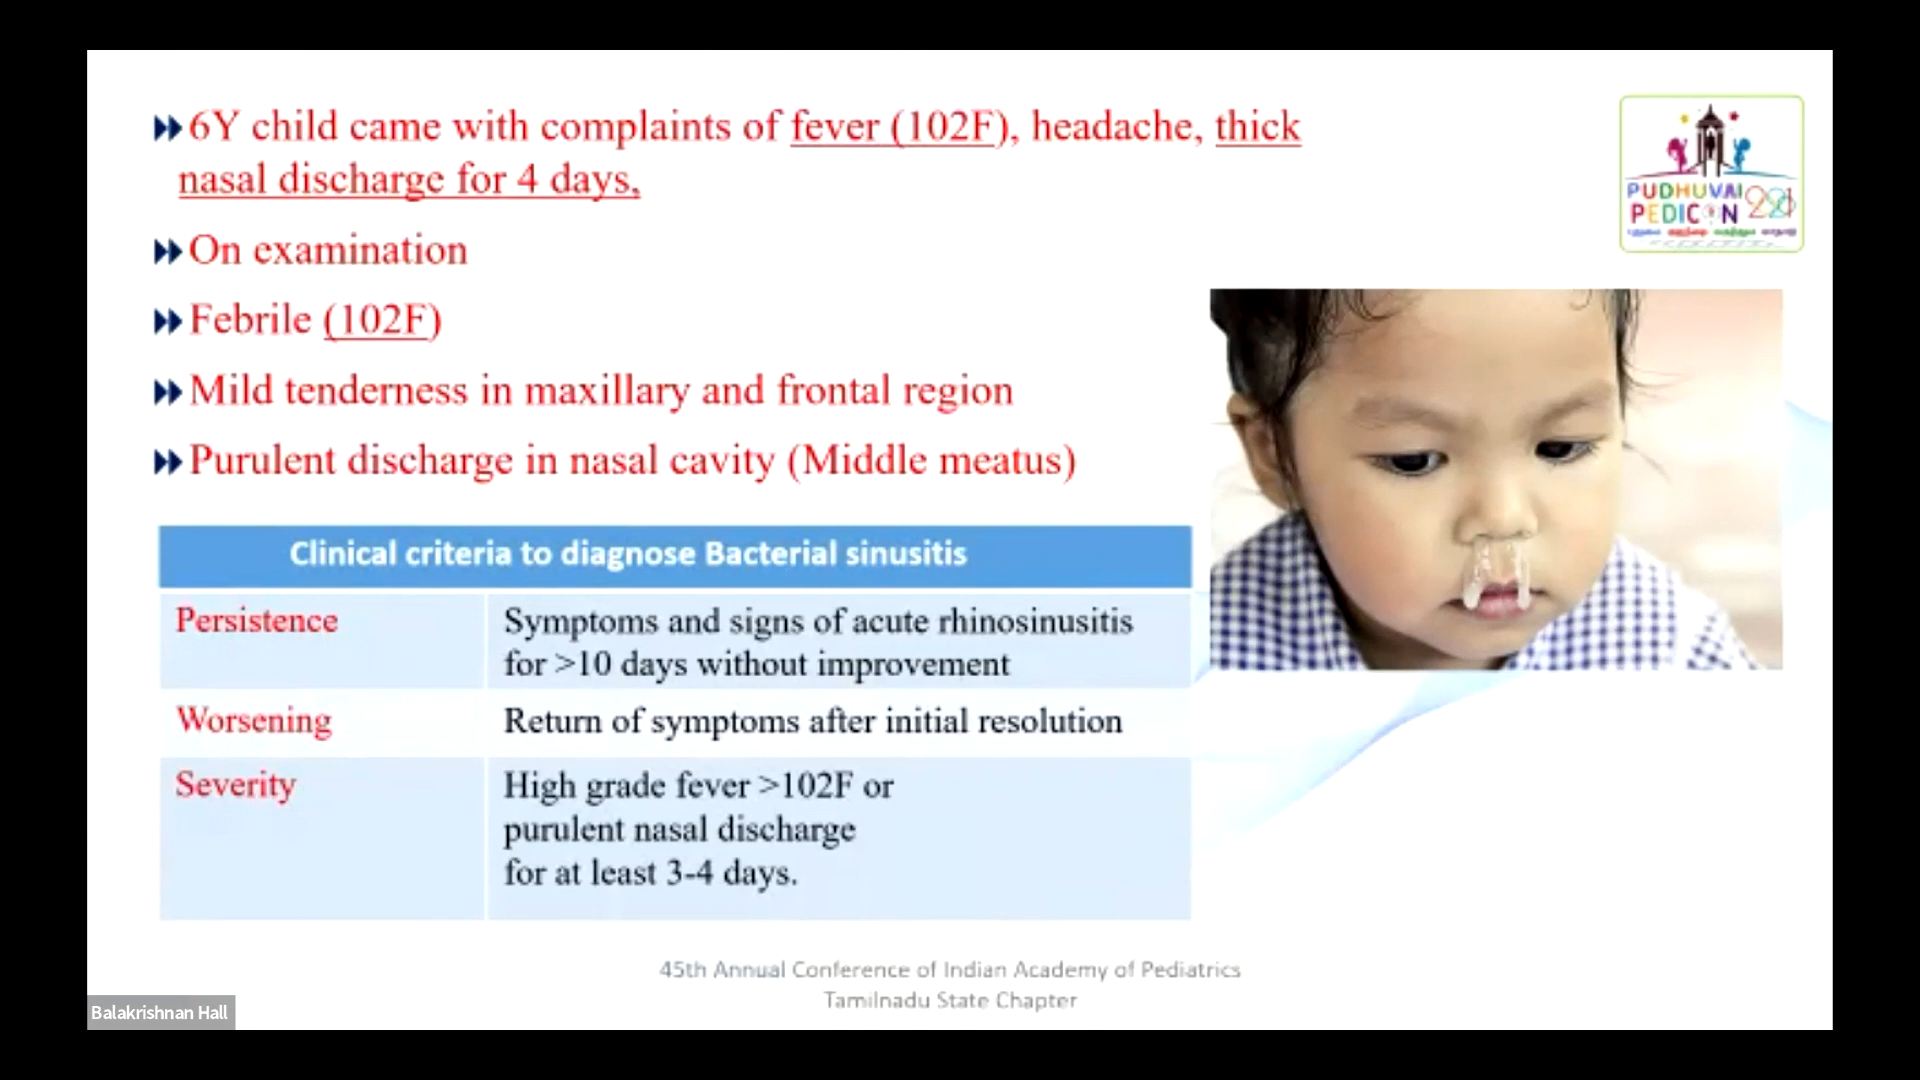 6Y child came with complaints of fever (102F), headache, thick
nasal discharge for 4 days,
On examination
Febrile (102F)
Mild tenderness in maxillary and frontal region
Purulent discharge in nasal cavity (Middle meatus)
PUDHUVAI
PEDICON
Clinical criteria to diagnose Bacterial sinusitis
Persistence
Symptoms and signs of acute rhinosinusitis
for >10 days without improvement
Worsening
Return of symptoms after initial resolution
Severity
High grade fever >102F or
purulent nasal discharge
for at least 3-4 days.
45th Annual Conference of Indian Academy of Pediatrics
Tamilnadu State Chapter
Balakrishnan Hall